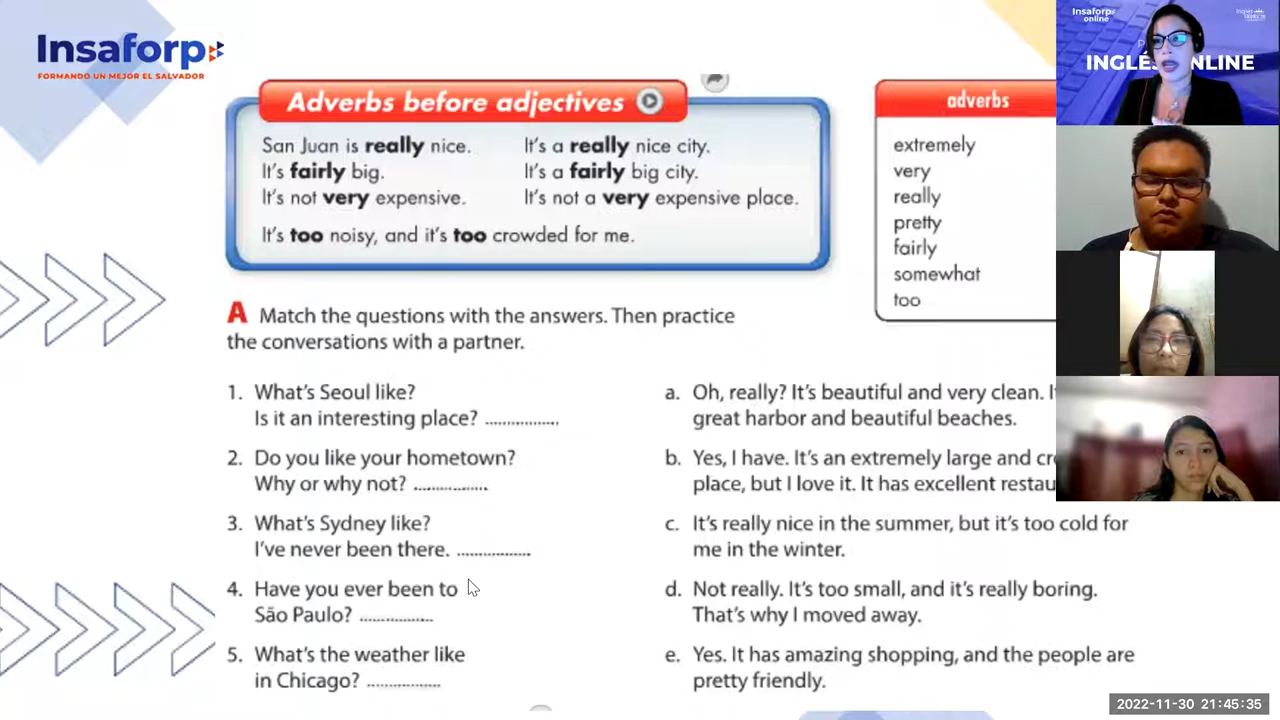 Insaforp
FORMANDO UN MEJOR EL SALVADOR
Adverbs before adjectives
San Juan is really nice.
It's fairly big.
It's not very expensive.
It's a really nice city.
It's a fairly big city.
It's not a very expensive place.
It's too noisy, and it's too crowded for me.
adverbs
extremely
very
really
pretty
fairly
somewhat
too
A Match the questions with the answers. Then practice
the conversations with a partner.
1. What's Seoul like?
Is it an interesting place? ..................
2. Do you like your hometown?
Why or why not? ..................
3. What's Sydney like?
I've never been there. ..................
4. Have you ever been to
São Paulo? ..................
5. What's the weather like
in Chicago? ..................
a. Oh, really? It's beautiful and very clean.
great harbor and beautiful beaches.
b. Yes, I have. It's an extremely large and
place, but I love it. It has excellent
c. It's really nice in the summer, but it's too cold for
me in the winter.
d. Not really. It's too small, and it's really boring.
That's why I moved away.
e. Yes. It has amazing shopping, and the people are
pretty friendly.
Insaforp
online
INGLÉS ONLINE
2022-11-30 21:45:35